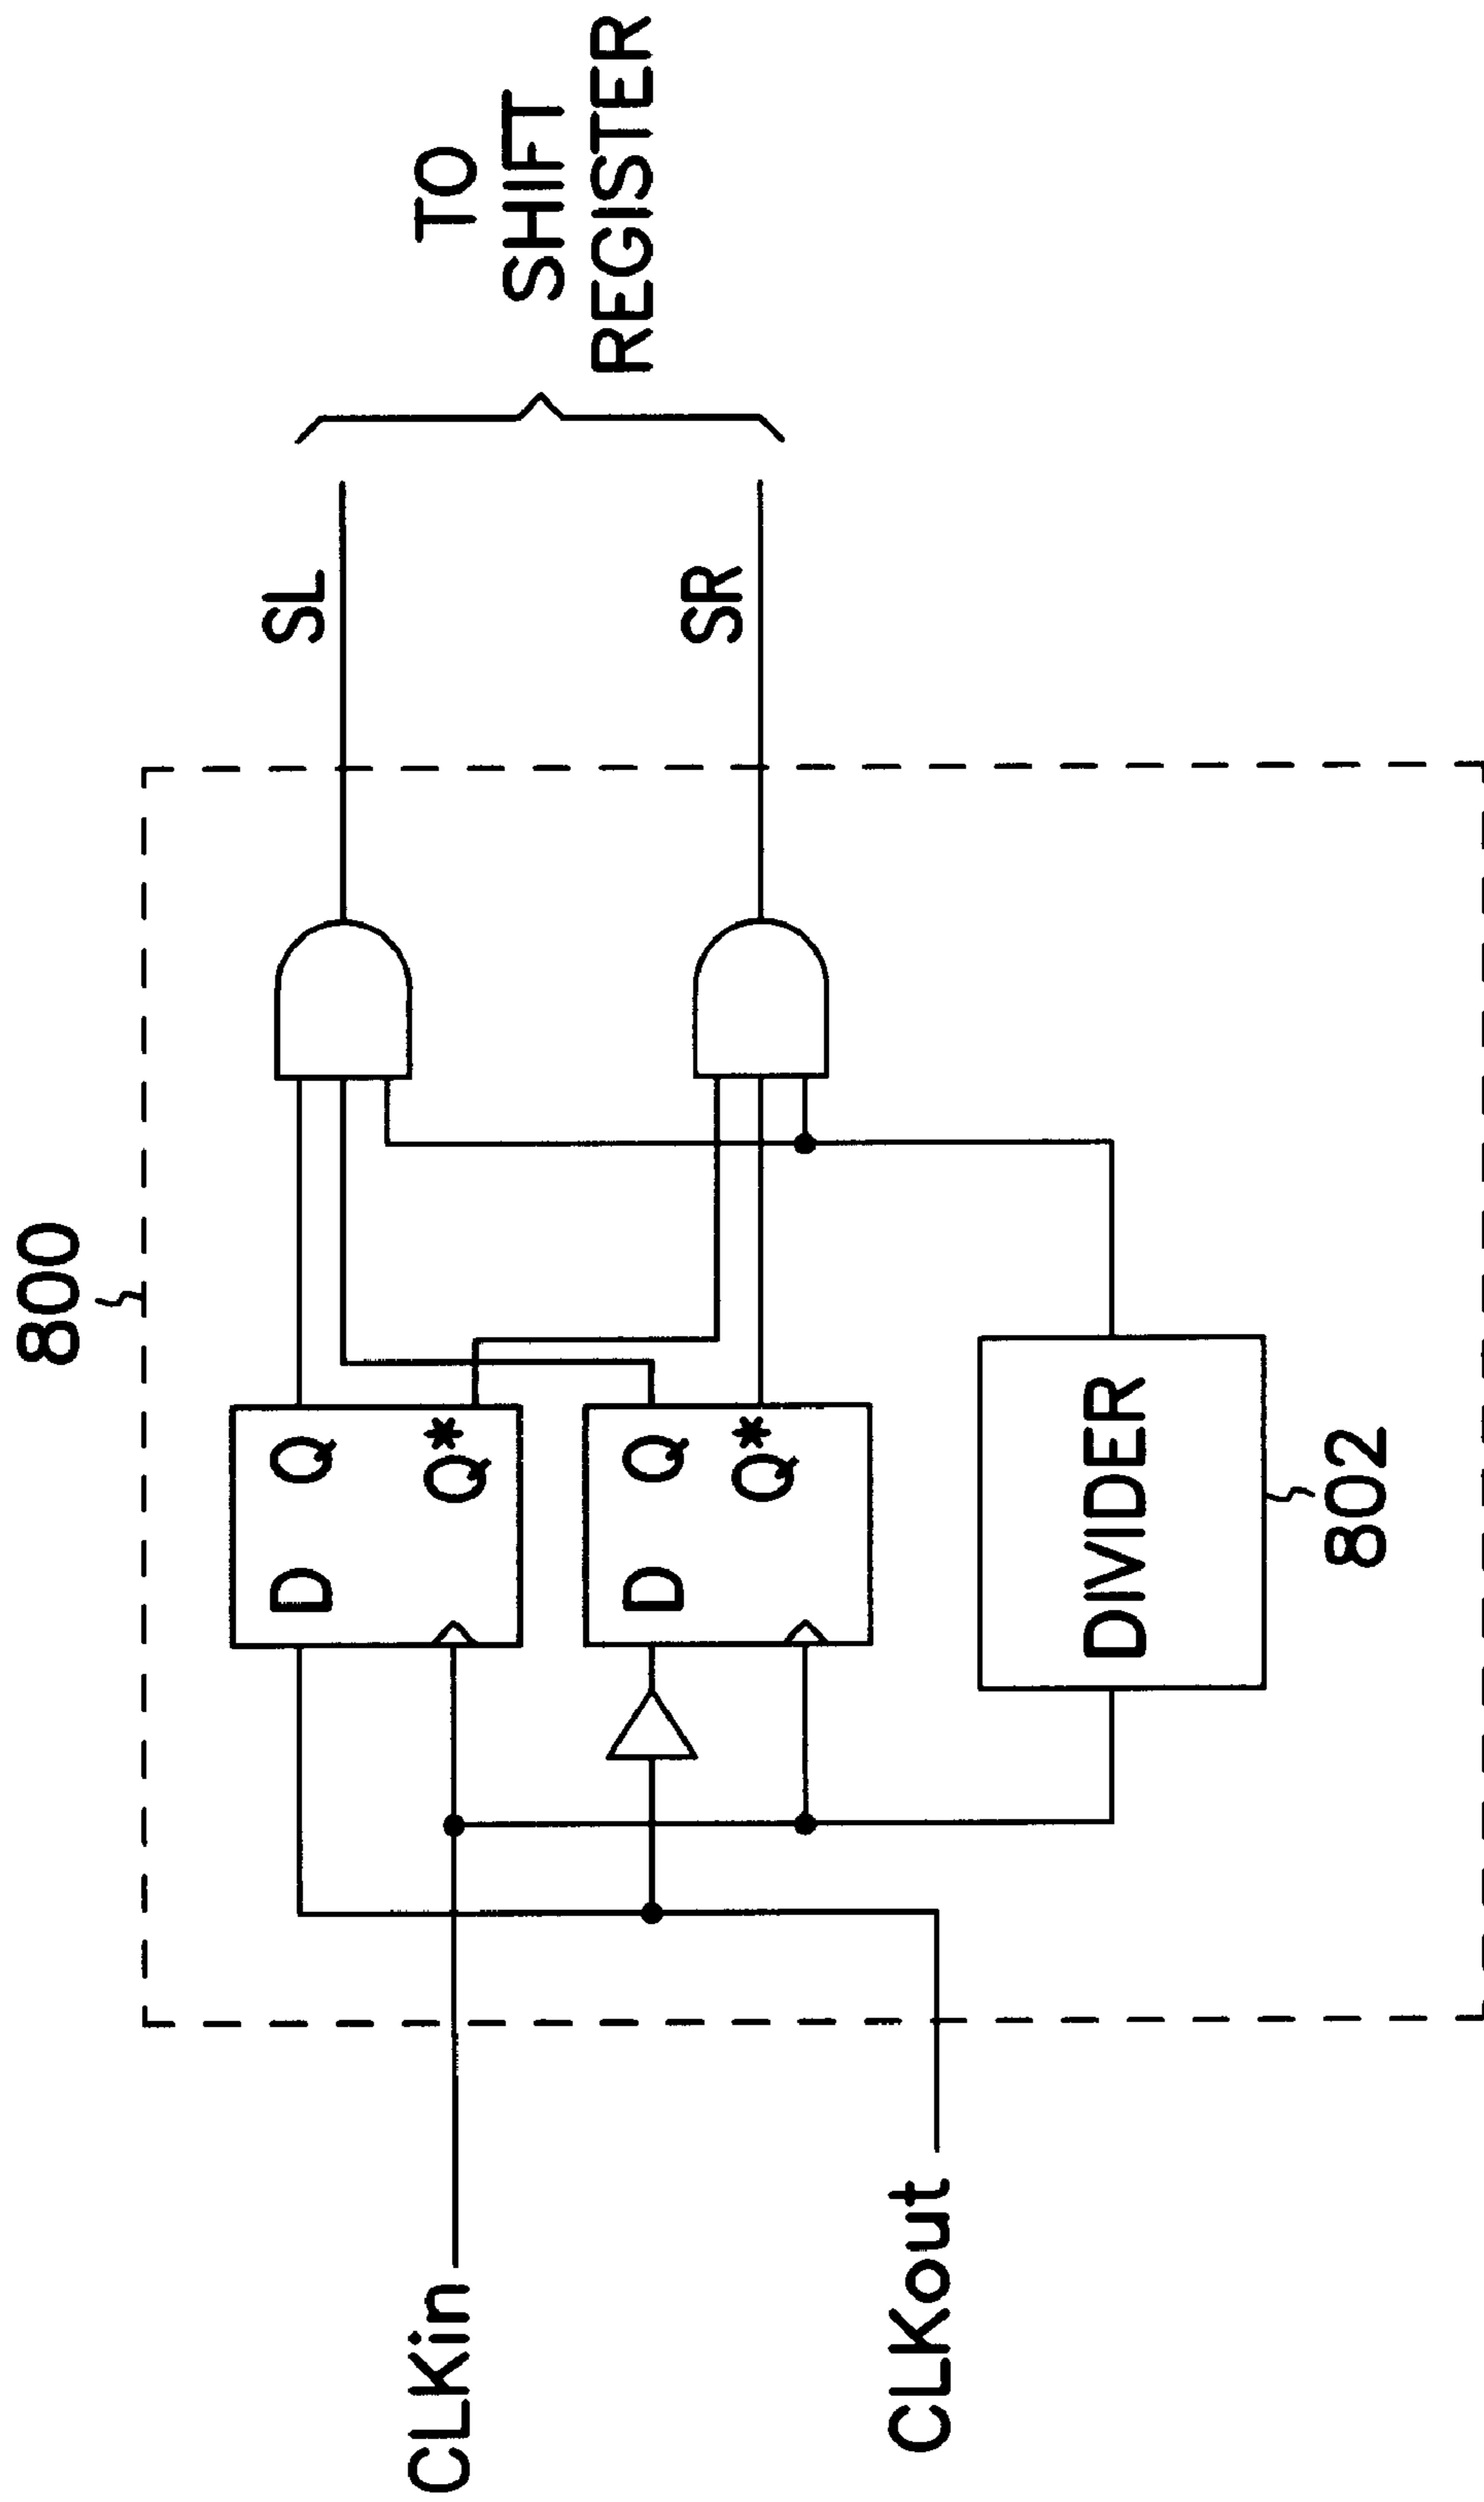 800
CLKin
CLKout
D Q
Q*
D Q
Q*
DIVIDER
802
SL
SR
TO
SHIFT
REGISTER